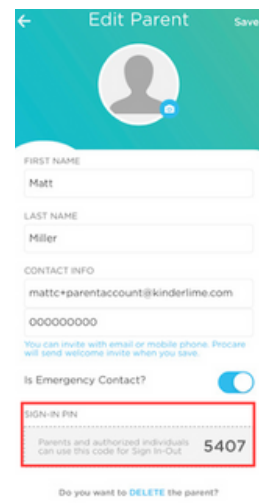 ← Edit Parent Save
FIRST NAME
Matt
LAST NAME
Miller
CONTACT INFO
mattc+parentaccount@kinderlime.com
000000000
You can invite with email or mobile phone. Procare
will send welcome invite when you save.
Is Emergency Contact?
SIGN-IN PIN
Parents and authorized individuals
can use this code for Sign In-Out
5407
Do you want to DELETE the parent?